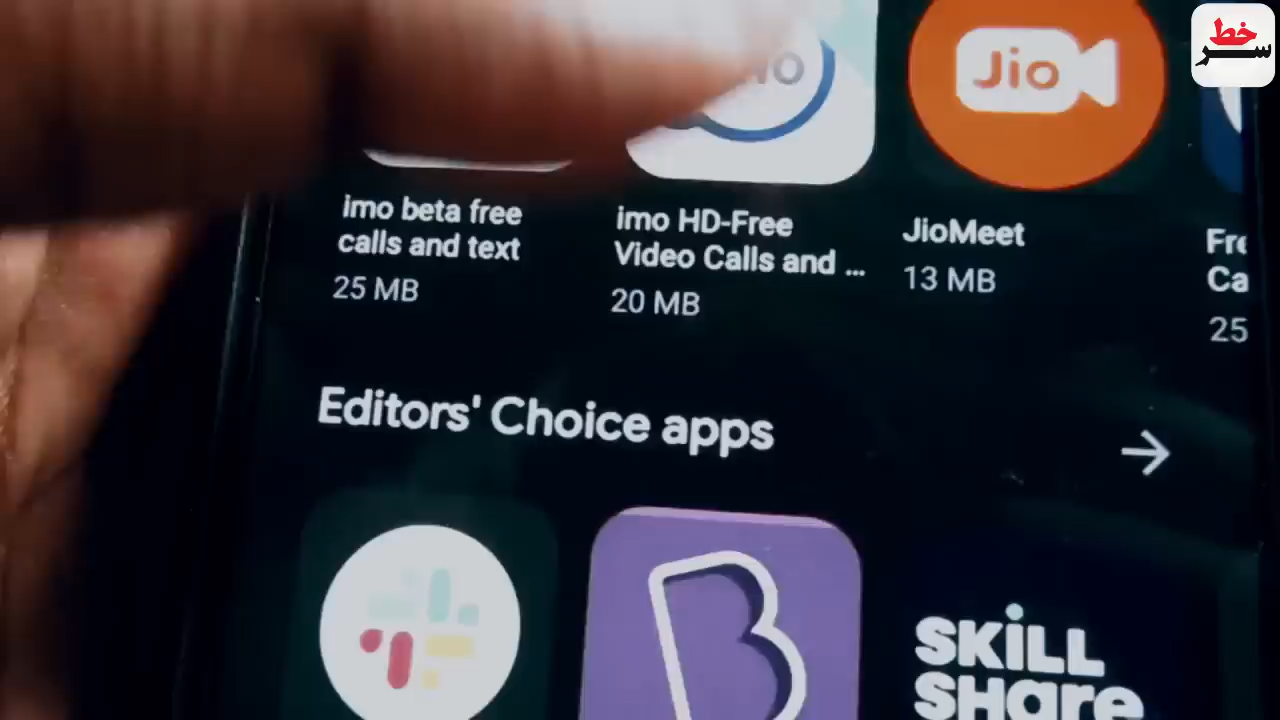 خط
سر
Jio
imo beta free
calls and text
25 MB
imo HD-Free
Video Calls and ...
20 MB
JioMeet
13 MB
25
Editors' Choice apps
B
SKiLL
SHare